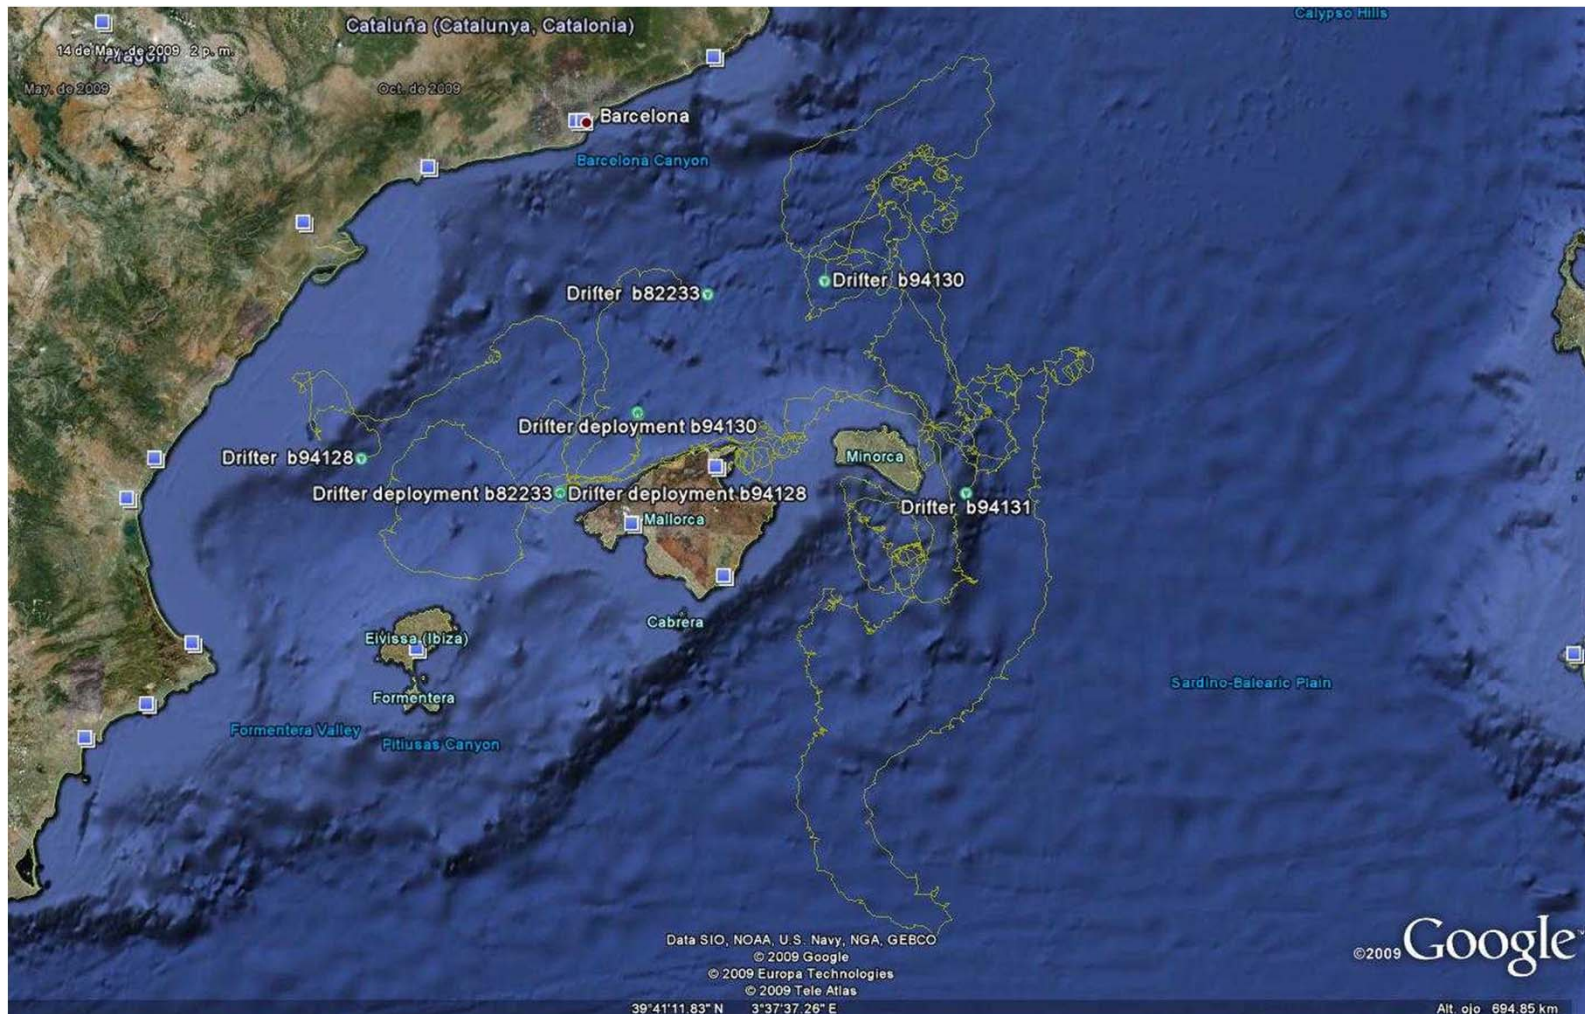 Calypso Hills
Cataluña (Catalunya, Catalonia)
14 de May. de 2009   2 p. m.
Aragón
May. de 2009
Oct. de 2009
Barcelona
Barcelona Canyon
Drifter b82233
Drifter b94130
Drifter deployment b94130
Drifter b94128
Minorca
Drifter deployment b82233
Drifter deployment b94128
Drifter b94131
Mallorca
Cabrera
Eivissa (Ibiza)
Sardino-Balearic Plain
Formentera
Formentera Valley
Pitiusas Canyon
Data SIO, NOAA, U.S. Navy, NGA, GEBCO
© 2009 Google
© 2009 Europa Technologies
© 2009 Tele Atlas
©2009 Google™
39°41'11.83" N   3°37'37.26" E
Alt. ojo 694.85 km